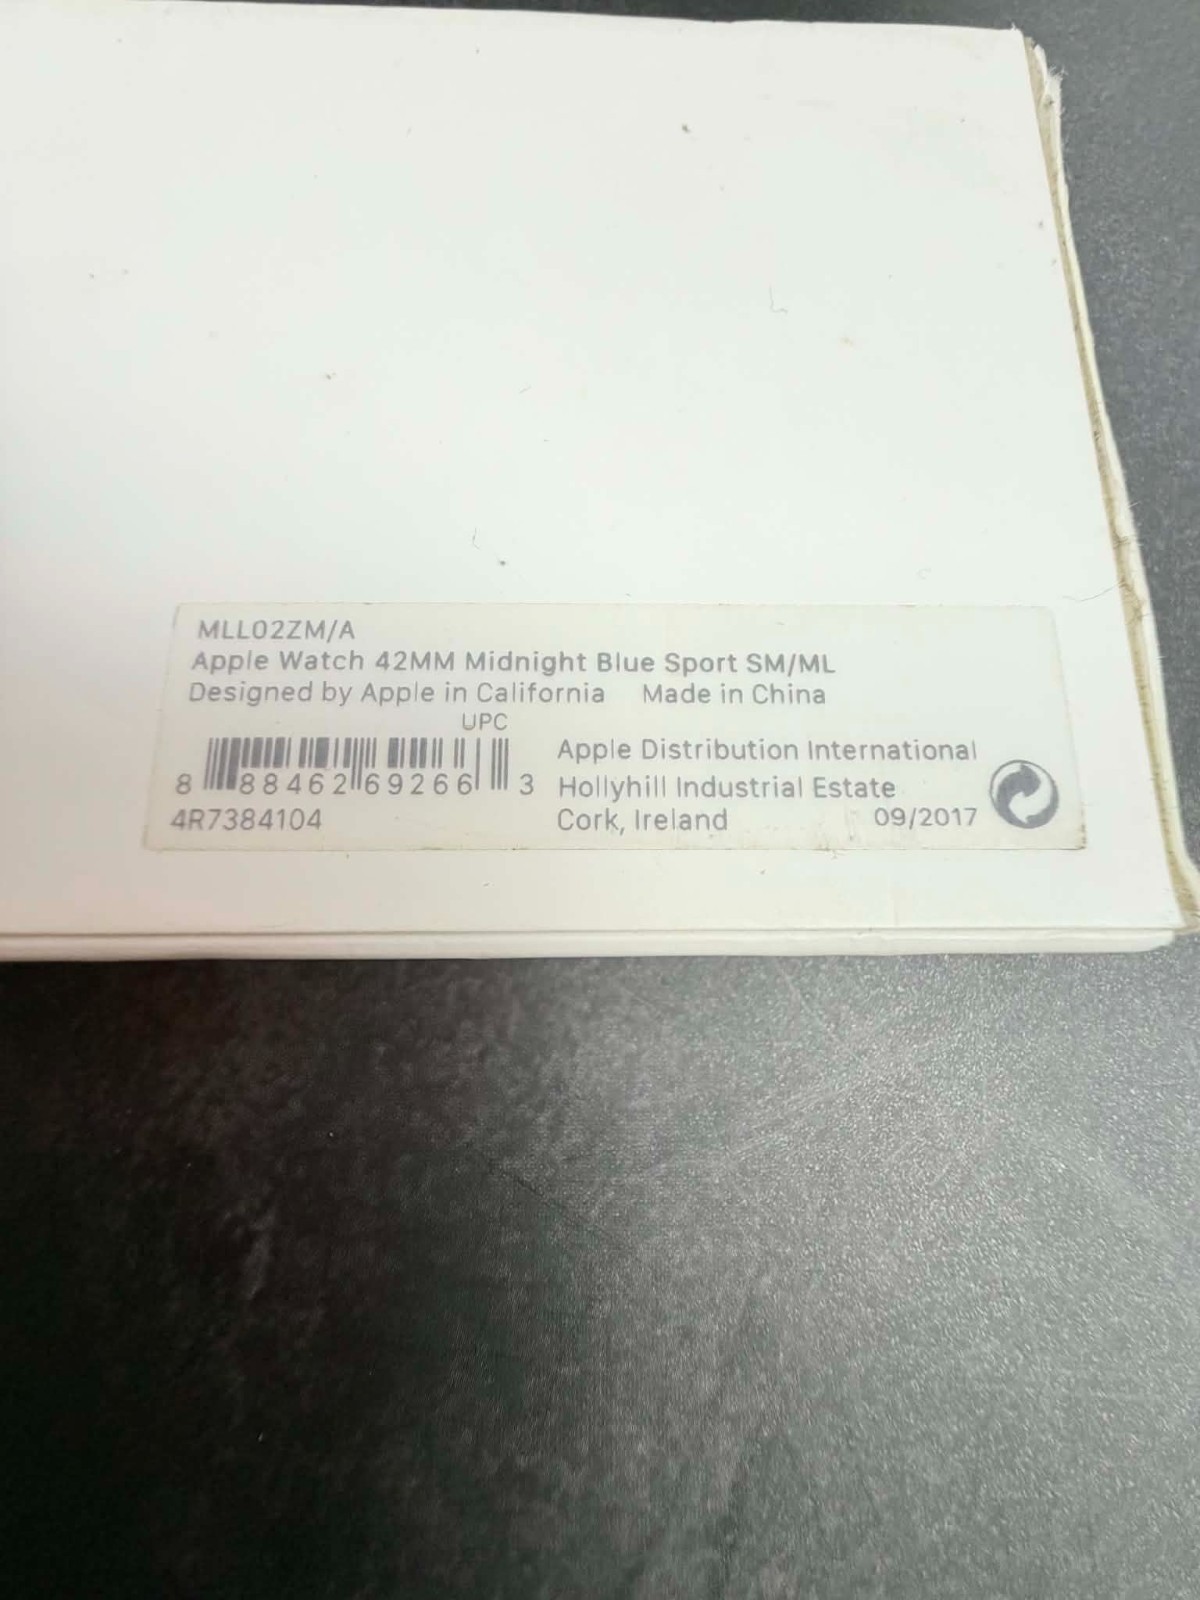 MLL02ZM/A
Apple Watch 42MM Midnight Blue Sport SM/ML
Designed by Apple in California Made in China
UPC
8 88462 69266 3
4R7384104
Apple Distribution International
Hollyhill Industrial Estate
Cork, Ireland 09/2017